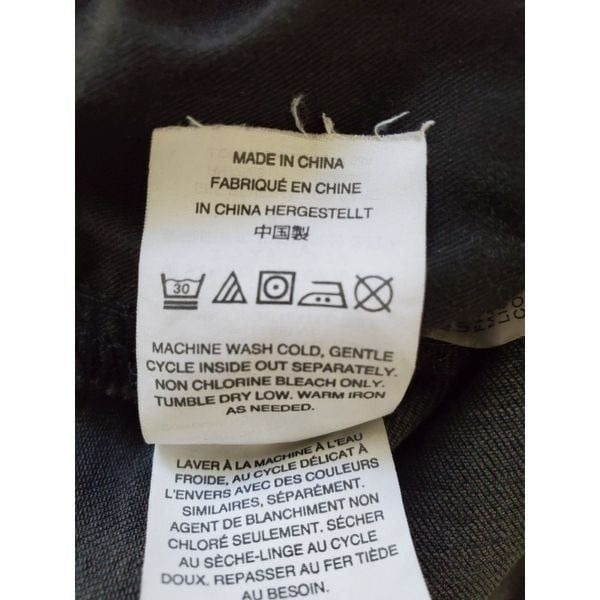 MADE IN CHINA
FABRIQUÉ EN CHINE
IN CHINA HERGESTELLT
中国製
30
MACHINE WASH COLD, GENTLE
CYCLE INSIDE OUT SEPARATELY.
NON CHLORINE BLEACH ONLY.
TUMBLE DRY LOW. WARM IRON
AS NEEDED.
LAVER À LA MACHINE À L'EAU
FROIDE, AU CYCLE DÉLICAT À
L'ENVERS AVEC DES COULEURS
SIMILAIRES, SÉPARÉMENT.
AGENT DE BLANCHIMENT NON
CHLORÉ SEULEMENT. SÉCHER
AU SÈCHE-LINGE AU CYCLE
DOUX. REPASSER AU FER TIÈDE
AU BESOIN.